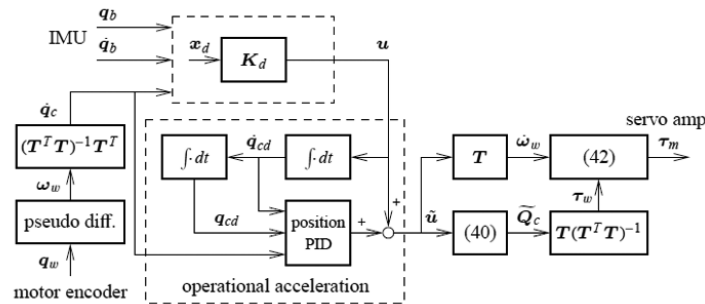 q_b
IMU
q̇_b
x_d
K_d
u
q̇_c
(T^T T)^{-1} T^T
ω_w
pseudo diff.
q_w
motor encoder
∫· dt
q̇_cd
∫· dt
q_cd
position
PID
+
+
operational acceleration
ũ
T
ω̇_w
(42)
servo amp
τ_m
τ_w
(40)
Q̃_c
T(T^T T)^{-1}